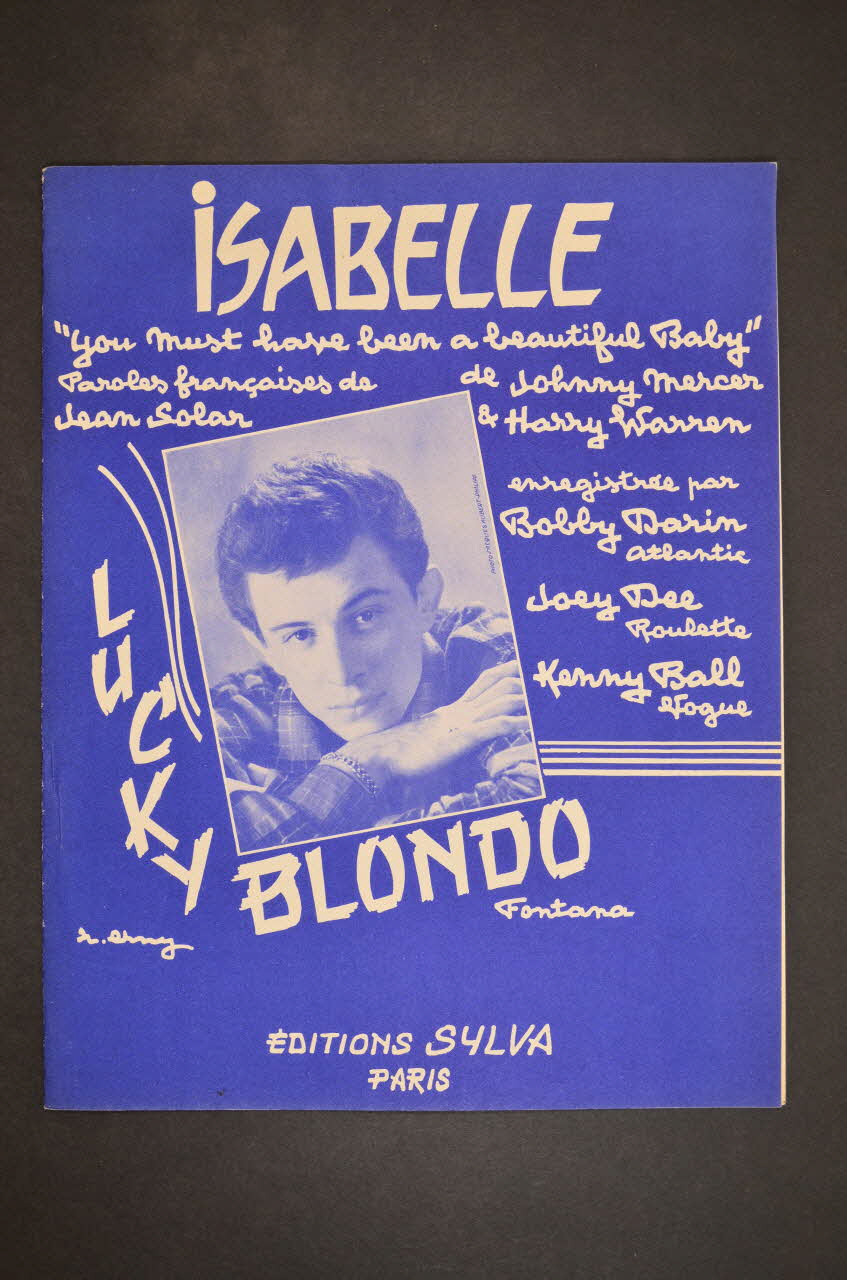 iSABELLE
"You must have been a beautiful Baby"
Paroles françaises de
Jean Solar
de Johnny Mercer
& Harry Warren
enregistrée par
Bobby Darin
Atlantic
Joey Dee
Roulette
Kenny Ball
Vogue
LUCKY
BLONDO
Fontana
ÉDITIONS SYLVA
PARIS